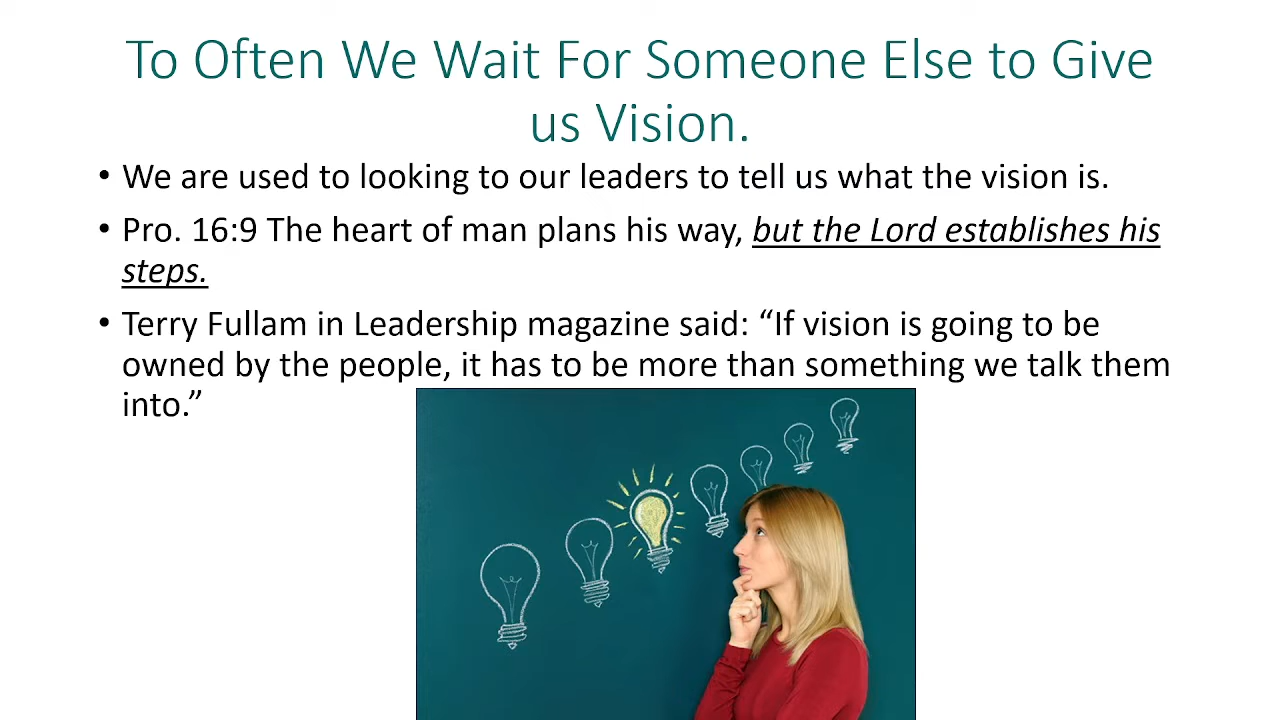 To Often We Wait For Someone Else to Give
us Vision.
• We are used to looking to our leaders to tell us what the vision is.
• Pro. 16:9 The heart of man plans his way, but the Lord establishes his
steps.
• Terry Fullam in Leadership magazine said: “If vision is going to be
owned by the people, it has to be more than something we talk them
into.”